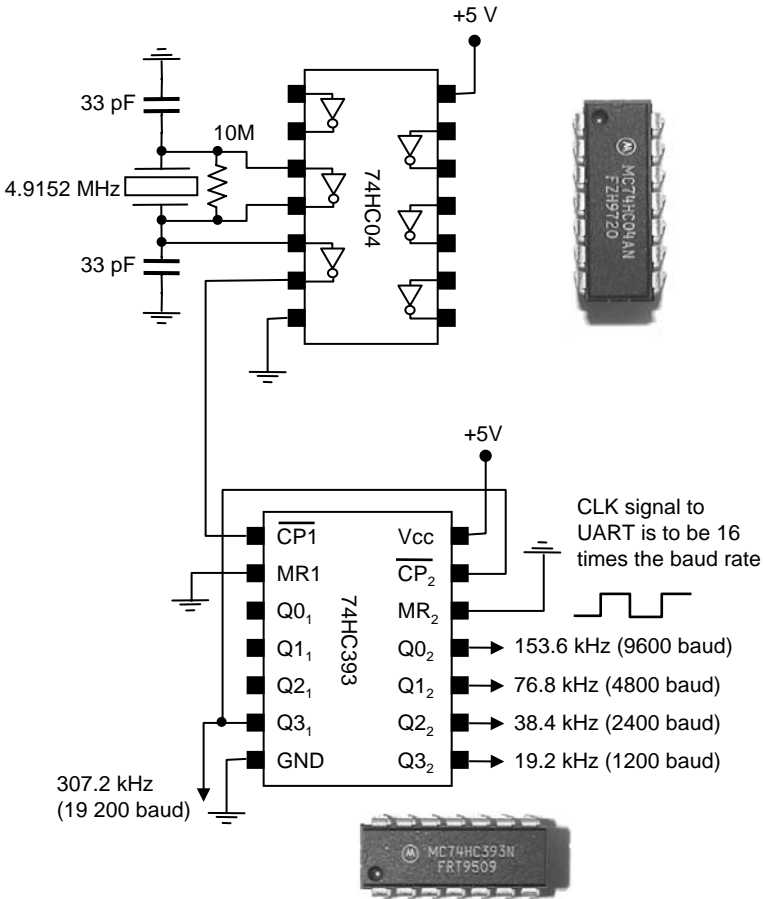 +5 V
33 pF
10M
4.9152 MHz
33 pF
74HC04
MC74HC04AN
FZH9720
+5V
CLK signal to
UART is to be 16
times the baud rate
CP1
Vcc
MR1
CP2
Q01
MR2
Q11
Q02
153.6 kHz (9600 baud)
Q21
Q12
76.8 kHz (4800 baud)
Q31
Q22
38.4 kHz (2400 baud)
GND
Q32
19.2 kHz (1200 baud)
74HC393
307.2 kHz
(19 200 baud)
MC74HC393N
FRT9509